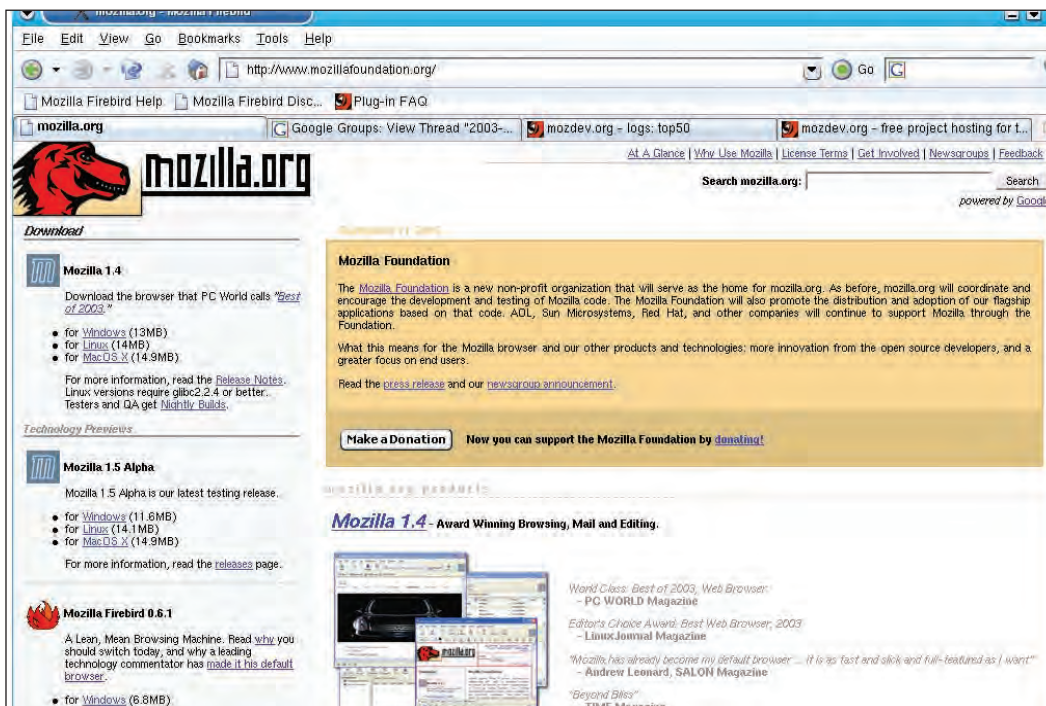 mozilla.org - Mozilla Firebird
File Edit View Go Bookmarks Tools Help
http://www.mozillafoundation.org/ Go
Mozilla Firebird Help Mozilla Firebird Disc... Plug-in FAQ
mozilla.org Google Groups: View Thread "2003-... mozdev.org - logs: top50 mozdev.org - free project hosting for t...
mozilla.org
At A Glance | Why Use Mozilla | License Terms | Get Involved | Newsgroups | Feedback
Search mozilla.org: Search
powered by Google
Download
Mozilla 1.4
Download the browser that PC World calls "Best
of 2003."
for Windows (13MB)
for Linux (14MB)
for MacOS X (14.9MB)
For more information, read the Release Notes.
Linux versions require glibc2.2.4 or better.
Testers and QA get Nightly Builds.
Technology Previews
Mozilla 1.5 Alpha
Mozilla 1.5 Alpha is our latest testing release.
for Windows (11.6MB)
for Linux (14.1MB)
for MacOS X (14.9MB)
For more information, read the releases page.
Mozilla Firebird 0.6.1
A Lean, Mean Browsing Machine. Read why you
should switch today, and why a leading
technology commentator has made it his default
browser.
for Windows (6.8MB)
Mozilla Foundation
The Mozilla Foundation is a new non-profit organization that will serve as the home for mozilla.org. As before, mozilla.org will coordinate and
encourage the development and testing of Mozilla code. The Mozilla Foundation will also promote the distribution and adoption of our flagship
applications based on that code. AOL, Sun Microsystems, Red Hat, and other companies will continue to support Mozilla through the
Foundation.
What this means for the Mozilla browser and our other products and technologies: more innovation from the open source developers, and a
greater focus on end users.
Read the press release and our newsgroup announcement.
Make a Donation Now you can support the Mozilla Foundation by donating!
mozilla.org products
Mozilla 1.4 - Award Winning Browsing, Mail and Editing.
mozilla.org
World Class: Best of 2003, Web Browser.
- PC WORLD Magazine
Editor's Choice Award: Best Web Browser, 2003
- LinuxJournal Magazine
"Mozilla has already become my default browser ... it is as fast and slick and full-featured as I want"
- Andrew Leonard, SALON Magazine
"Beyond Bliss"
- TIME Magazine